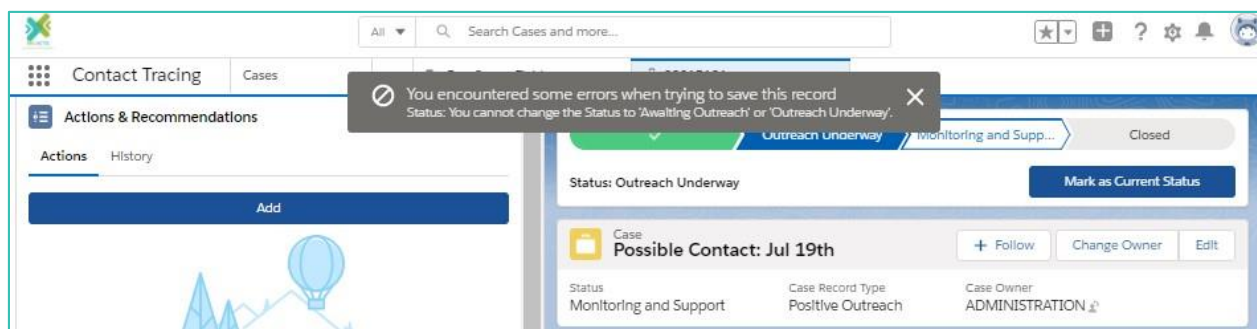 All
Search Cases and more...
Contact Tracing
Cases
You encountered some errors when trying to save this record
Status: You cannot change the Status to 'Awaiting Outreach' or 'Outreach Underway'.
Actions & Recommendations
Actions
History
Add
Outreach Underway
Monitoring and Supp...
Closed
Status: Outreach Underway
Mark as Current Status
Case
Possible Contact: Jul 19th
+ Follow
Change Owner
Edit
Status
Case Record Type
Case Owner
Monitoring and Support
Positive Outreach
ADMINISTRATION